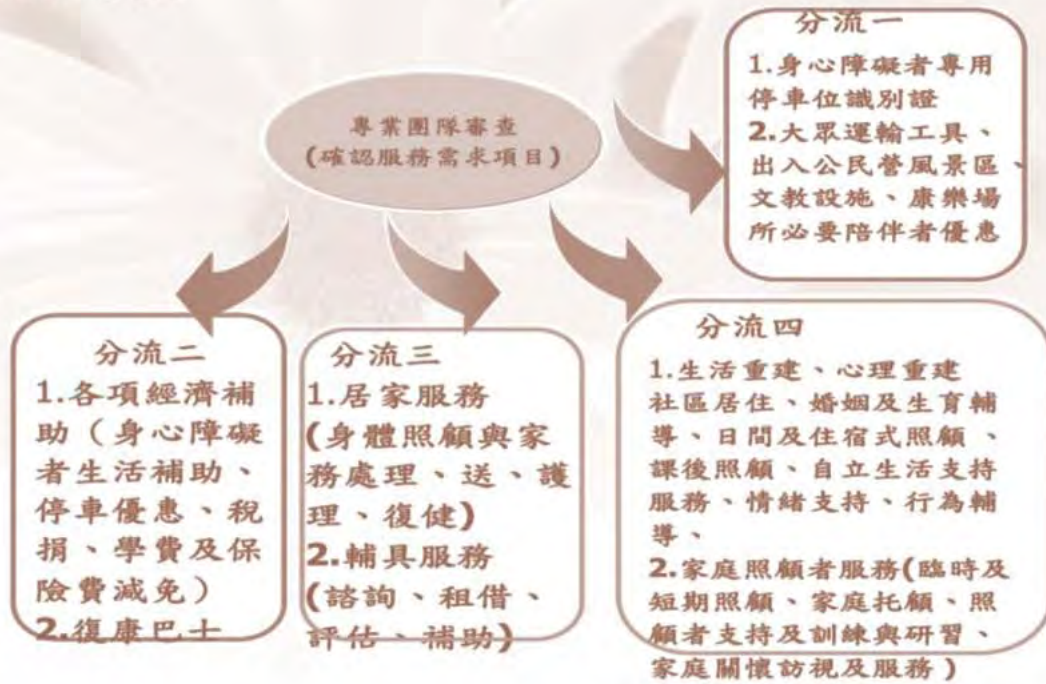 專業團隊審查
(確認服務需求項目)
分流一
1.身心障礙者專用
停車位識別證
2.大眾運輸工具、
出入公民營風景區、
文教設施、康樂場
所必要陪伴者優惠
分流二
1.各項經濟補
助（身心障礙
者生活補助、
停車優惠、稅
捐、學費及保
險費減免）
2.復康巴士
分流三
1.居家服務
(身體照顧與家
務處理、送、護
理、復健)
2.輔具服務
(諮詢、租借、
評估、補助)
分流四
1.生活重建、心理重建
社區居住、婚姻及生育輔
導、日間及住宿式照顧、
課後照顧、自立生活支持
服務、情緒支持、行為輔
導、
2.家庭照顧者服務(臨時及
短期照顧、家庭托顧、照
顧者支持及訓練與研習、
家庭關懷訪視及服務)